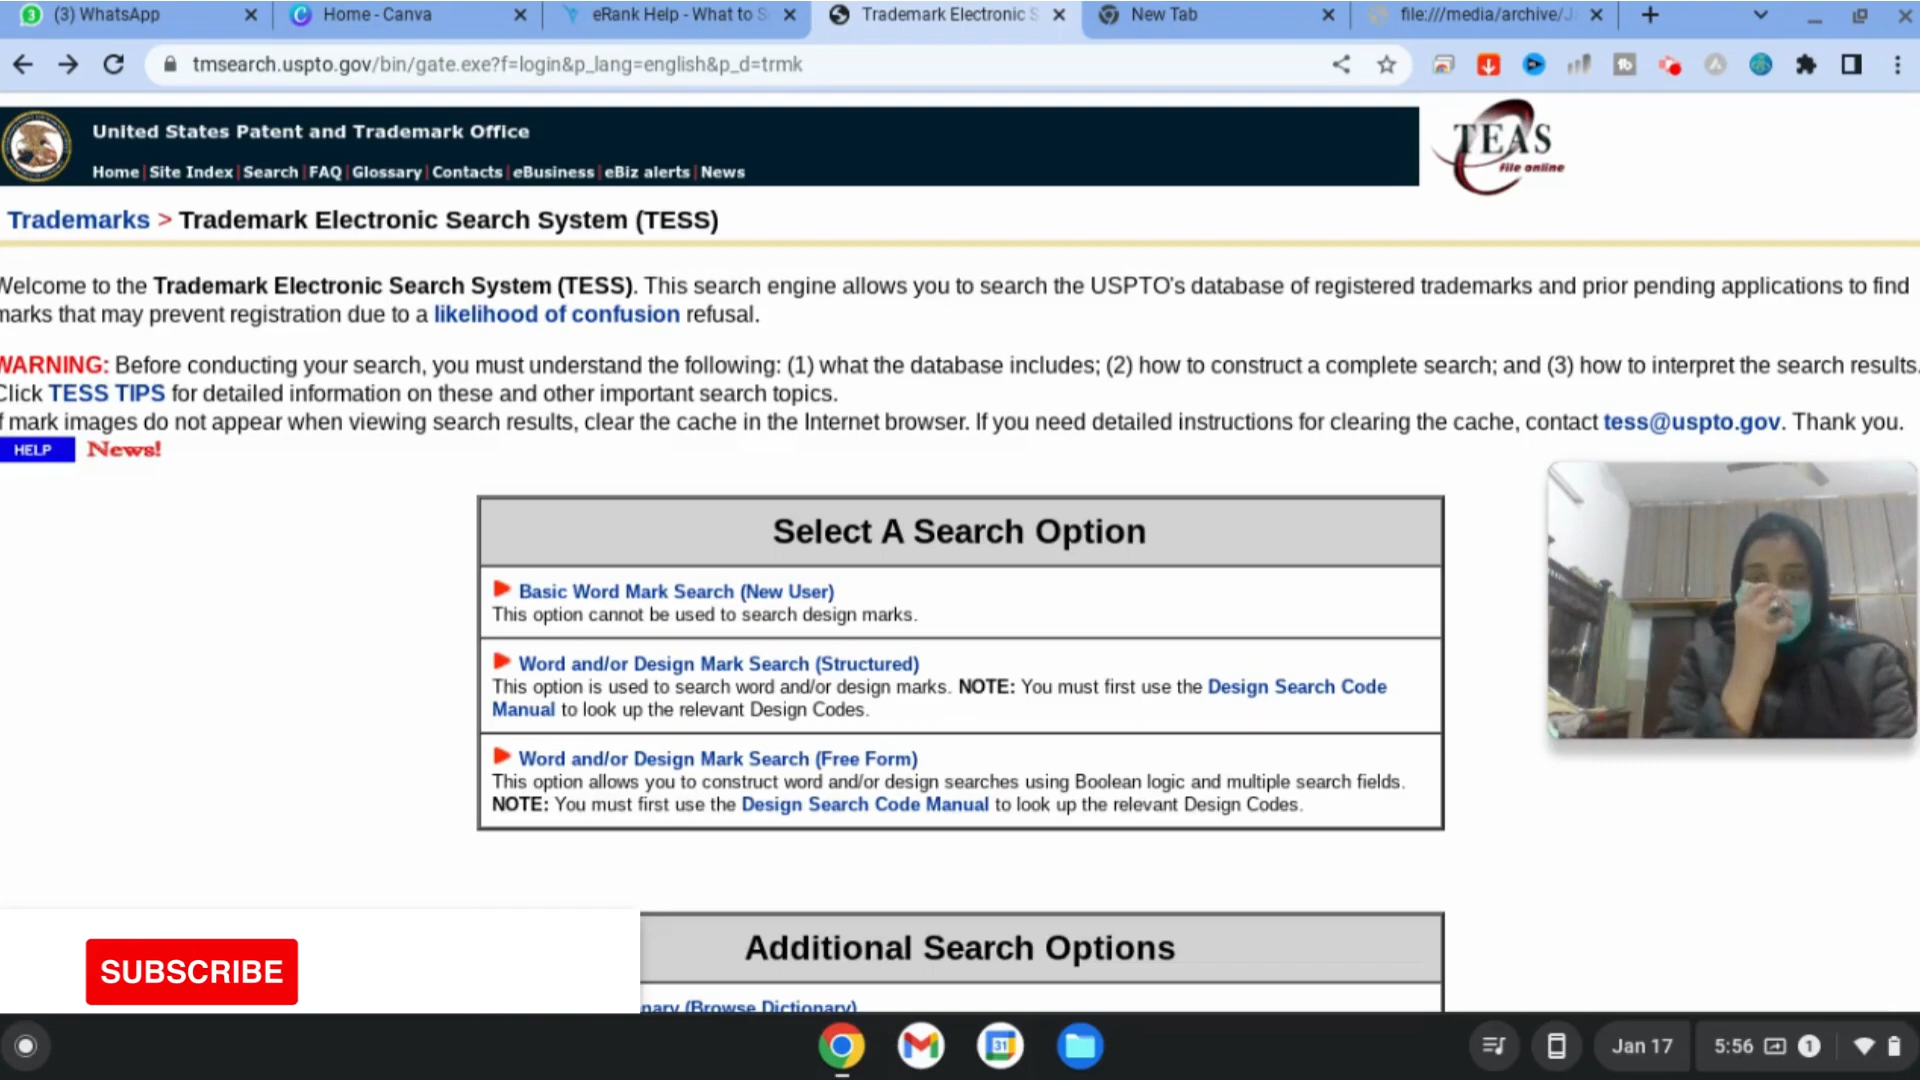 (3) WhatsApp
Home - Canva
eRank Help - What to S
Trademark Electronic S
New Tab
file:///media/archive/J
tmsearch.uspto.gov/bin/gate.exe?f=login&p_lang=english&p_d=trmk
United States Patent and Trademark Office
Home|Site Index|Search|FAQ|Glossary|Contacts|eBusiness|eBiz alerts|News
TEAS
file online
Trademarks > Trademark Electronic Search System (TESS)
Welcome to the Trademark Electronic Search System (TESS). This search engine allows you to search the USPTO's database of registered trademarks and prior pending applications to find
marks that may prevent registration due to a likelihood of confusion refusal.
WARNING: Before conducting your search, you must understand the following: (1) what the database includes; (2) how to construct a complete search; and (3) how to interpret the search results.
Click TESS TIPS for detailed information on these and other important search topics.
f mark images do not appear when viewing search results, clear the cache in the Internet browser. If you need detailed instructions for clearing the cache, contact tess@uspto.gov. Thank you.
HELP News!
Select A Search Option
Basic Word Mark Search (New User)
This option cannot be used to search design marks.
Word and/or Design Mark Search (Structured)
This option is used to search word and/or design marks. NOTE: You must first use the Design Search Code
Manual to look up the relevant Design Codes.
Word and/or Design Mark Search (Free Form)
This option allows you to construct word and/or design searches using Boolean logic and multiple search fields.
NOTE: You must first use the Design Search Code Manual to look up the relevant Design Codes.
Additional Search Options
nary (Browse Dictionary)
SUBSCRIBE
31
Jan 17
5:56
1